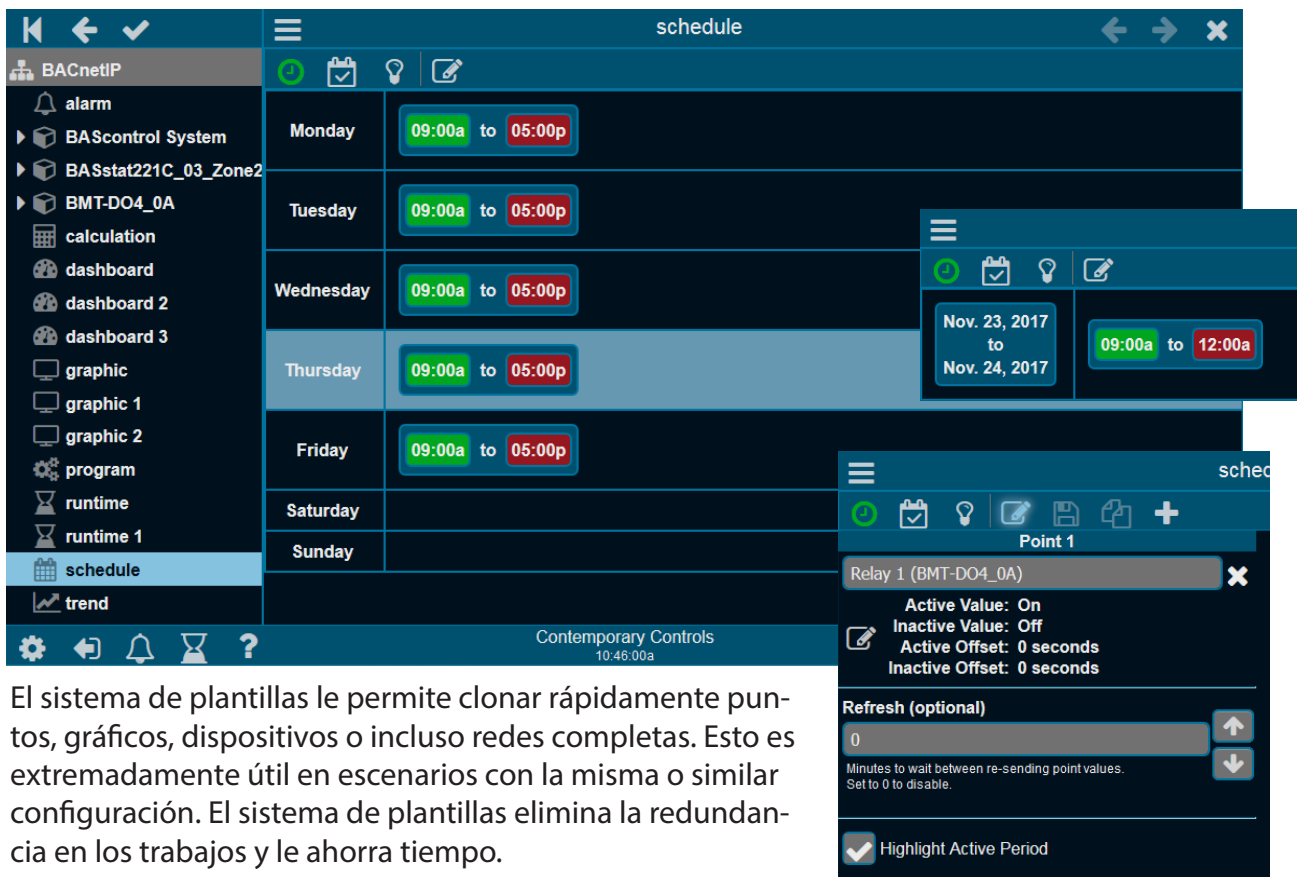 schedule
BACnetIP
alarm
BAScontrol System
BASstat221C_03_Zone2
BMT-DO4_0A
calculation
dashboard
dashboard 2
dashboard 3
graphic
graphic 1
graphic 2
program
runtime
runtime 1
schedule
trend
?
Monday 09:00a to 05:00p
Tuesday 09:00a to 05:00p
Wednesday 09:00a to 05:00p
Thursday 09:00a to 05:00p
Friday 09:00a to 05:00p
Saturday
Sunday
Contemporary Controls
10:46:00a
Nov. 23, 2017
to
Nov. 24, 2017
09:00a to 12:00a
sched
Point 1
Relay 1 (BMT-DO4_0A)
Active Value: On
Inactive Value: Off
Active Offset: 0 seconds
Inactive Offset: 0 seconds
Refresh (optional)
0
Minutes to wait between re-sending point values.
Set to 0 to disable.
Highlight Active Period
El sistema de plantillas le permite clonar rápidamente pun-
tos, gráficos, dispositivos o incluso redes completas. Esto es
extremadamente útil en escenarios con la misma o similar
configuración. El sistema de plantillas elimina la redundan-
cia en los trabajos y le ahorra tiempo.